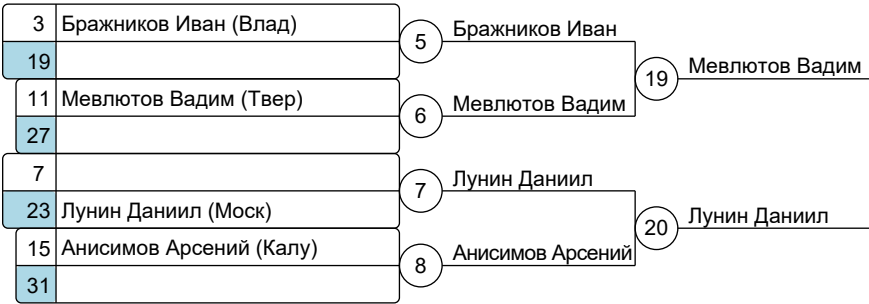 3 Бражников Иван (Влад)
19
5 Бражников Иван
11 Мевлютов Вадим (Твер)
27
6 Мевлютов Вадим
19 Мевлютов Вадим
7
23 Лунин Даниил (Моск)
7 Лунин Даниил
15 Анисимов Арсений (Калу)
31
8 Анисимов Арсений
20 Лунин Даниил